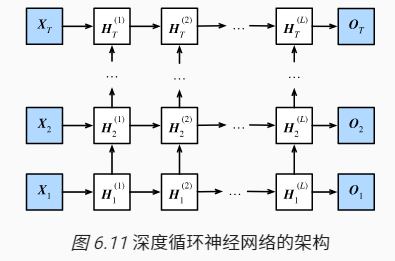 X_T H_T^(1) H_T^(2) ... H_T^(L) O_T
... ... ...
X_2 H_2^(1) H_2^(2) ... H_2^(L) O_2
X_1 H_1^(1) H_1^(2) ... H_1^(L) O_1
图 6.11 深度循环神经网络的架构